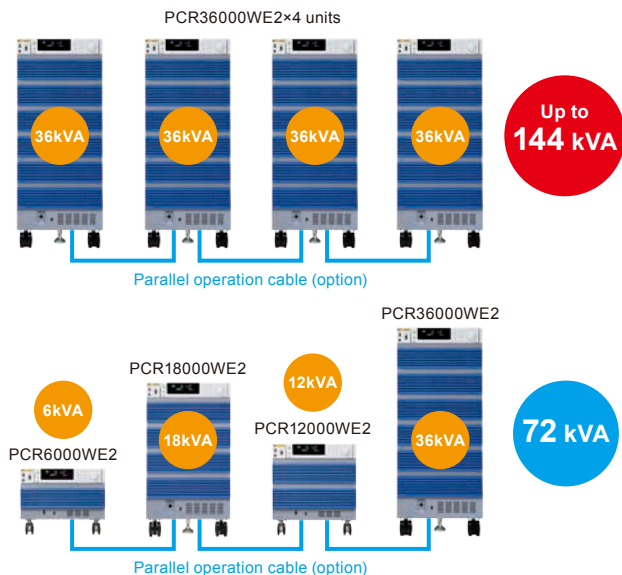 PCR36000WE2×4 units
36kVA
36kVA
36kVA
36kVA
Up to
144 kVA
Parallel operation cable (option)
PCR36000WE2
PCR18000WE2
12kVA
6kVA
PCR12000WE2
18kVA
36kVA
72 kVA
PCR6000WE2
Parallel operation cable (option)